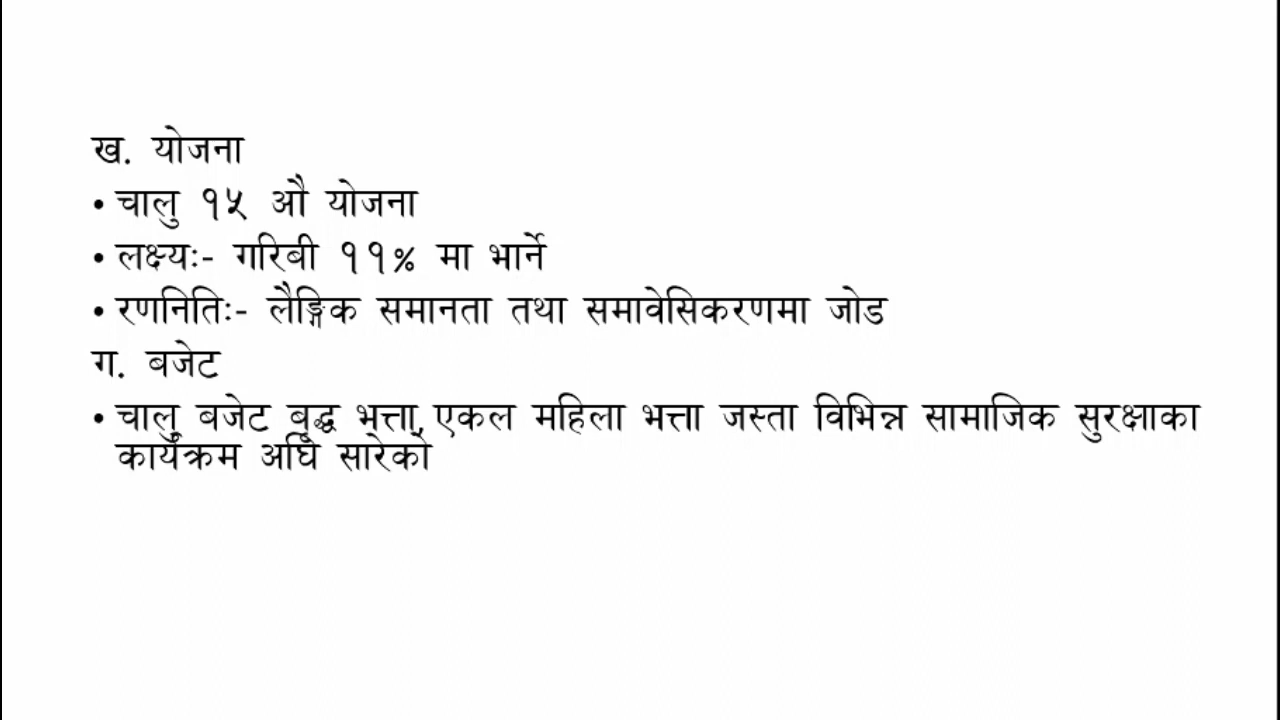 ख. योजना
• चालु १५ औ योजना
• लक्ष्यः- गरिबी ११% मा भार्ने
• रणनितिः- लैङ्गिक समानता तथा समावेसिकरणमा जोड
ग. बजेट
• चालु बजेट बृद्ध भत्ता, एकल महिला भत्ता जस्ता विभिन्न सामाजिक सुरक्षाका
कार्यक्रम अघि सारेको